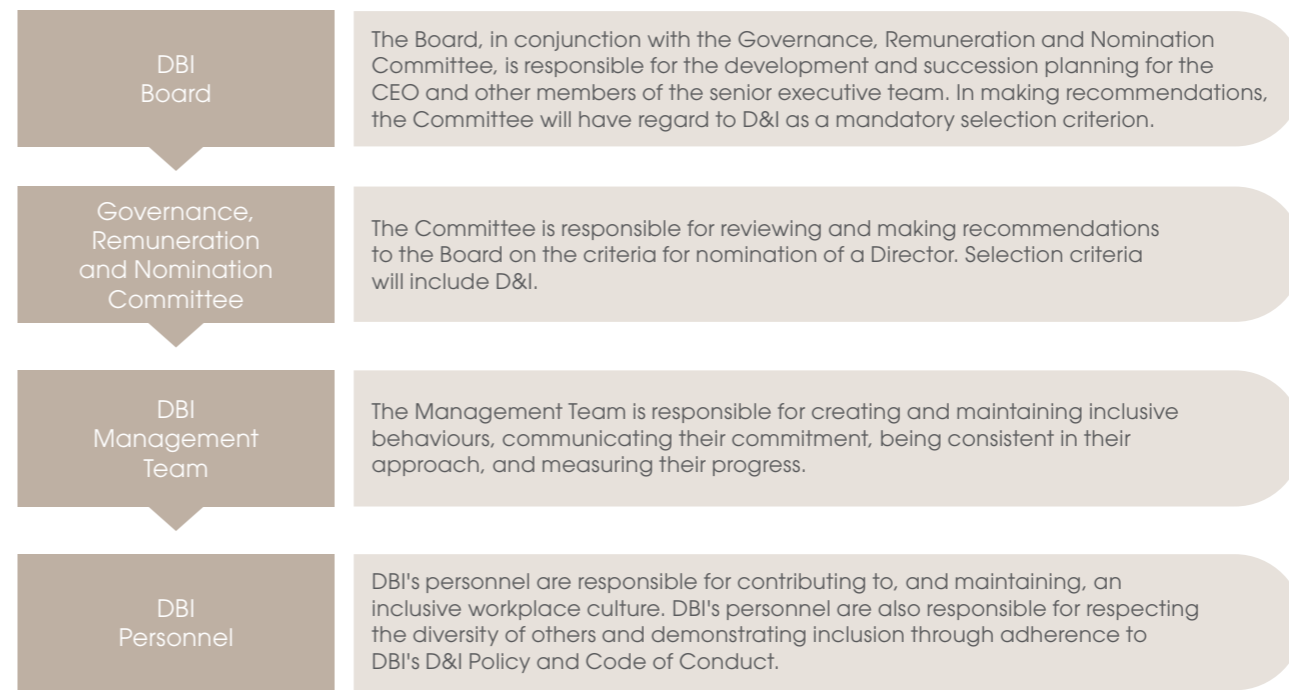 DBI
Board
The Board, in conjunction with the Governance, Remuneration and Nomination
Committee, is responsible for the development and succession planning for the
CEO and other members of the senior executive team. In making recommendations,
the Committee will have regard to D&I as a mandatory selection criterion.
Governance,
Remuneration
and Nomination
Committee
The Committee is responsible for reviewing and making recommendations
to the Board on the criteria for nomination of a Director. Selection criteria
will include D&I.
DBI
Management
Team
The Management Team is responsible for creating and maintaining inclusive
behaviours, communicating their commitment, being consistent in their
approach, and measuring their progress.
DBI
Personnel
DBI's personnel are responsible for contributing to, and maintaining, an
inclusive workplace culture. DBI's personnel are also responsible for respecting
the diversity of others and demonstrating inclusion through adherence to
DBI's D&I Policy and Code of Conduct.